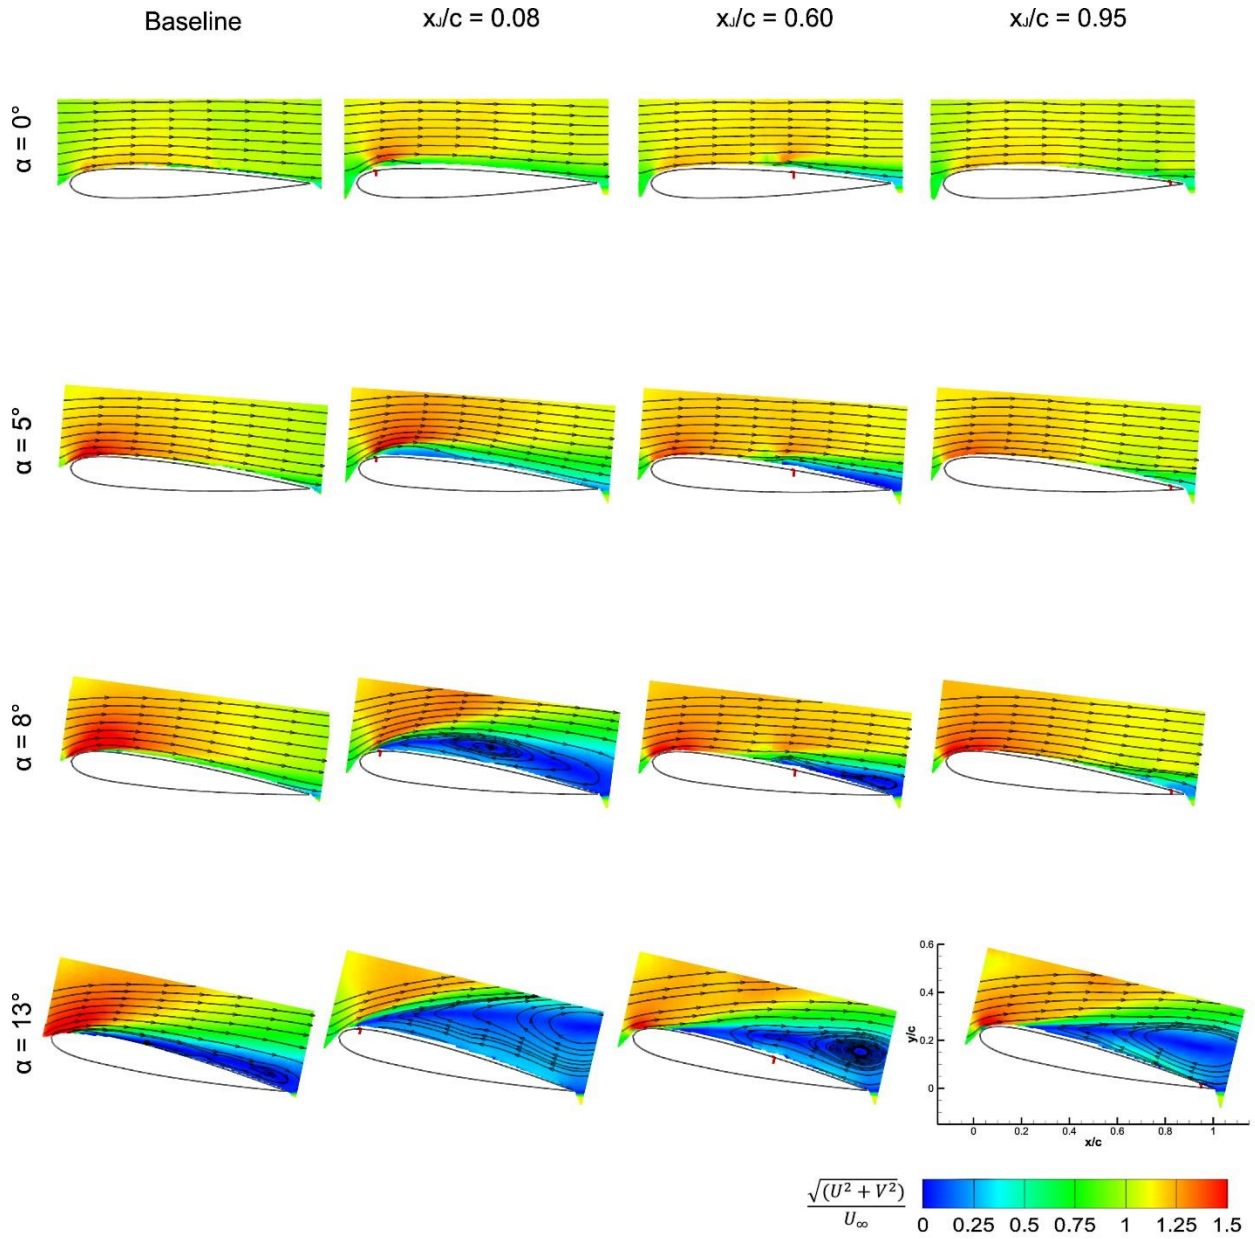 Baseline
xJ/c = 0.08
xJ/c = 0.60
xJ/c = 0.95
α = 0°
α = 5°
α = 8°
α = 13°
0.6
0.4
0.2
0
y/c
0 0.2 0.4 0.6 0.8 1
x/c
√(U² + V²)
U∞
0 0.25 0.5 0.75 1 1.25 1.5